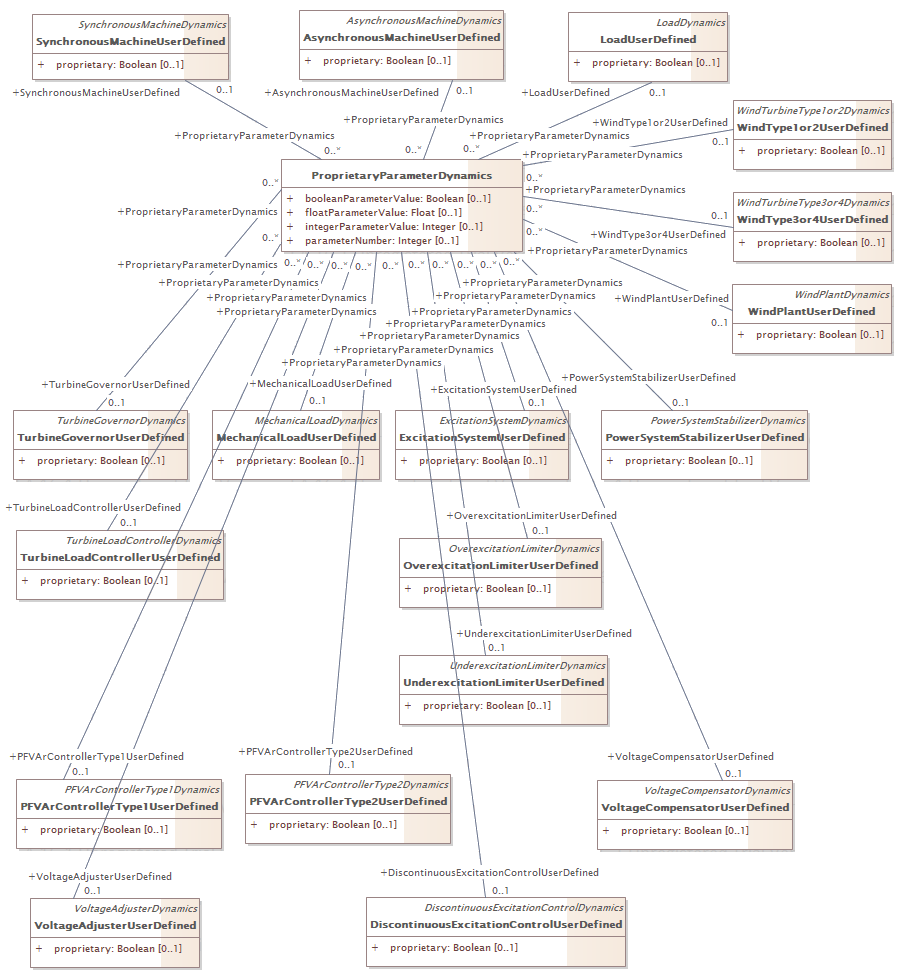 SynchronousMachineDynamics
SynchronousMachineUserDefined
+ proprietary: Boolean [0..1]
AsynchronousMachineDynamics
AsynchronousMachineUserDefined
+ proprietary: Boolean [0..1]
LoadDynamics
LoadUserDefined
+ proprietary: Boolean [0..1]
+SynchronousMachineUserDefined
0..1
+AsynchronousMachineUserDefined
0..1
+LoadUserDefined
0..1
WindTurbineType1or2Dynamics
WindType1or2UserDefined
+ proprietary: Boolean [0..1]
+WindType1or2UserDefined
0..1
+ProprietaryParameterDynamics
+ProprietaryParameterDynamics
+ProprietaryParameterDynamics
+ProprietaryParameterDynamics
0..*
0..*
0..*
ProprietaryParameterDynamics
+ booleanParameterValue: Boolean [0..1]
+ floatParameterValue: Float [0..1]
+ integerParameterValue: Integer [0..1]
+ parameterNumber: Integer [0..1]
0..*
0..*
+ProprietaryParameterDynamics
0..*
0..*
+ProprietaryParameterDynamics
WindTurbineType3or4Dynamics
WindType3or4UserDefined
+ proprietary: Boolean [0..1]
0..1
+WindType3or4UserDefined
+ProprietaryParameterDynamics
0..*
+ProprietaryParameterDynamics
0..* 0..* 0..* 0..* 0..* 0..* 0..* 0..* 0..* 0..*
+ProprietaryParameterDynamics
+ProprietaryParameterDynamics
+ProprietaryParameterDynamics
+ProprietaryParameterDynamics
+ProprietaryParameterDynamics
+ProprietaryParameterDynamics
+ProprietaryParameterDynamics
+ProprietaryParameterDynamics
+ProprietaryParameterDynamics
+ProprietaryParameterDynamics
WindPlantDynamics
WindPlantUserDefined
+ proprietary: Boolean [0..1]
+WindPlantUserDefined
0..1
+TurbineGovernorUserDefined
0..1
+MechanicalLoadUserDefined
0..1
+ExcitationSystemUserDefined
0..1
+PowerSystemStabilizerUserDefined
0..1
TurbineGovernorDynamics
TurbineGovernorUserDefined
+ proprietary: Boolean [0..1]
MechanicalLoadDynamics
MechanicalLoadUserDefined
+ proprietary: Boolean [0..1]
ExcitationSystemDynamics
ExcitationSystemUserDefined
+ proprietary: Boolean [0..1]
PowerSystemStabilizerDynamics
PowerSystemStabilizerUserDefined
+ proprietary: Boolean [0..1]
+TurbineLoadControllerUserDefined
0..1
TurbineLoadControllerDynamics
TurbineLoadControllerUserDefined
+ proprietary: Boolean [0..1]
+OverexcitationLimiterUserDefined
0..1
OverexcitationLimiterDynamics
OverexcitationLimiterUserDefined
+ proprietary: Boolean [0..1]
+UnderexcitationLimiterUserDefined
0..1
UnderexcitationLimiterDynamics
UnderexcitationLimiterUserDefined
+ proprietary: Boolean [0..1]
+PFVArControllerType1UserDefined
0..1
PFVArControllerType1Dynamics
PFVArControllerType1UserDefined
+ proprietary: Boolean [0..1]
+PFVArControllerType2UserDefined
0..1
PFVArControllerType2Dynamics
PFVArControllerType2UserDefined
+ proprietary: Boolean [0..1]
+VoltageCompensatorUserDefined
0..1
VoltageCompensatorDynamics
VoltageCompensatorUserDefined
+ proprietary: Boolean [0..1]
+VoltageAdjusterUserDefined
0..1
VoltageAdjusterDynamics
VoltageAdjusterUserDefined
+ proprietary: Boolean [0..1]
+DiscontinuousExcitationControlUserDefined
0..1
DiscontinuousExcitationControlDynamics
DiscontinuousExcitationControlUserDefined
+ proprietary: Boolean [0..1]